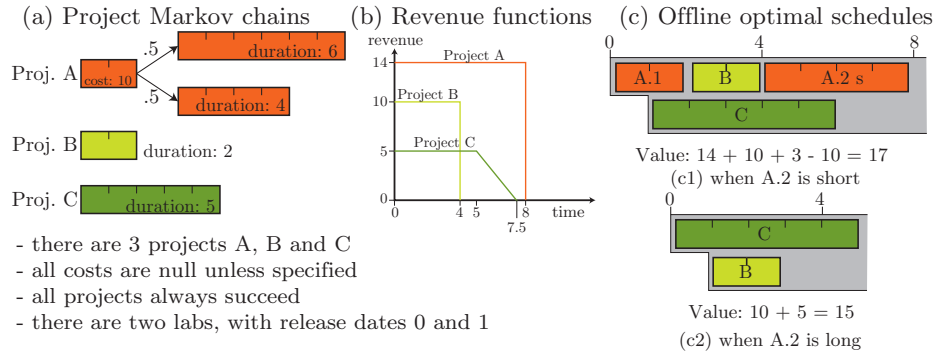 (a) Project Markov chains
Proj. A
cost: 10
.5
.5
duration: 6
duration: 4
Proj. B
duration: 2
Proj. C
duration: 5
- there are 3 projects A, B and C
- all costs are null unless specified
- all projects always succeed
- there are two labs, with release dates 0 and 1
(b) Revenue functions
revenue
14
Project A
10
Project B
5
Project C
0
0 4 5 7.5 8 time
(c) Offline optimal schedules
0 4 8
A.1 B A.2 s
C
Value: 14 + 10 + 3 - 10 = 17
(c1) when A.2 is short
0 4
C
B
Value: 10 + 5 = 15
(c2) when A.2 is long